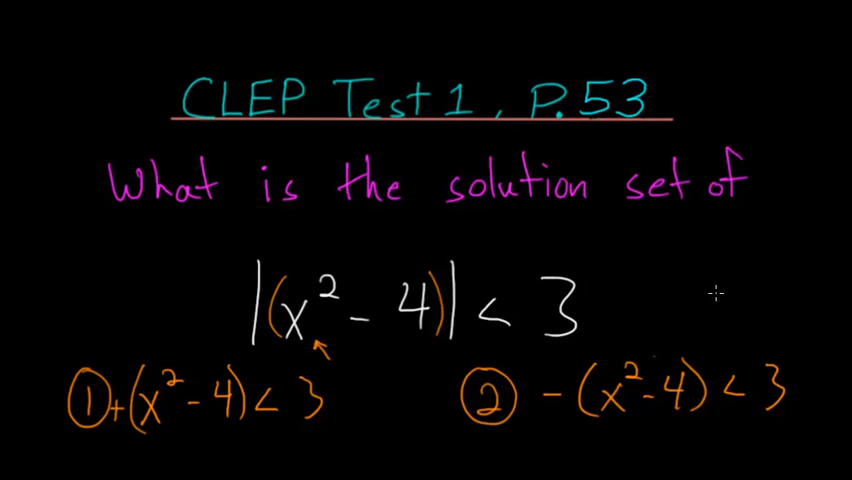 CLEP Test 1, P.53
What is the solution set of
|(x² - 4)| < 3
① +(x² - 4) < 3 ② -(x² - 4) < 3